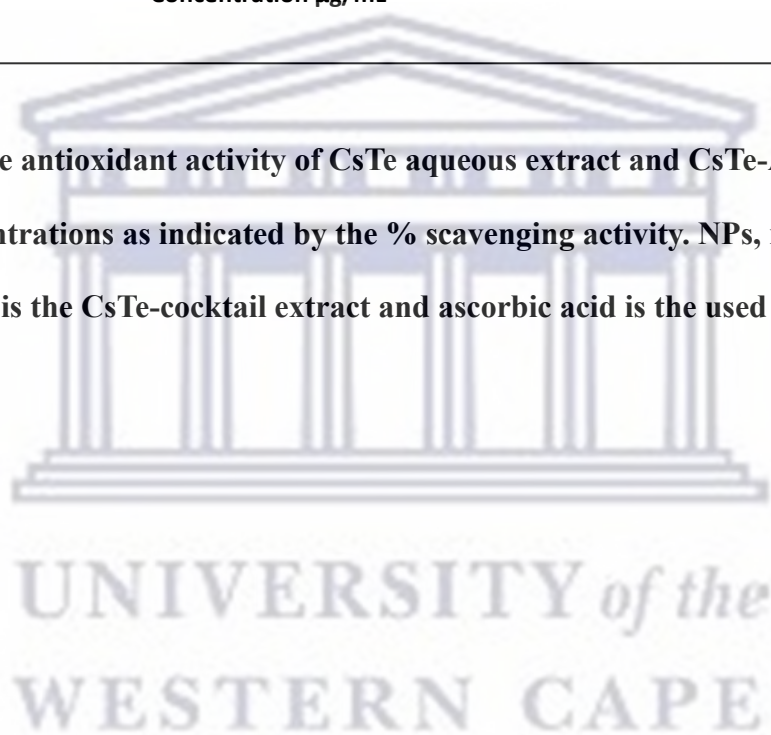 Concentration µg/mL
e antioxidant activity of CsTe aqueous extract and CsTe-
ntrations as indicated by the % scavenging activity. NPs,
is the CsTe-cocktail extract and ascorbic acid is the used
UNIVERSITY of the
WESTERN CAPE